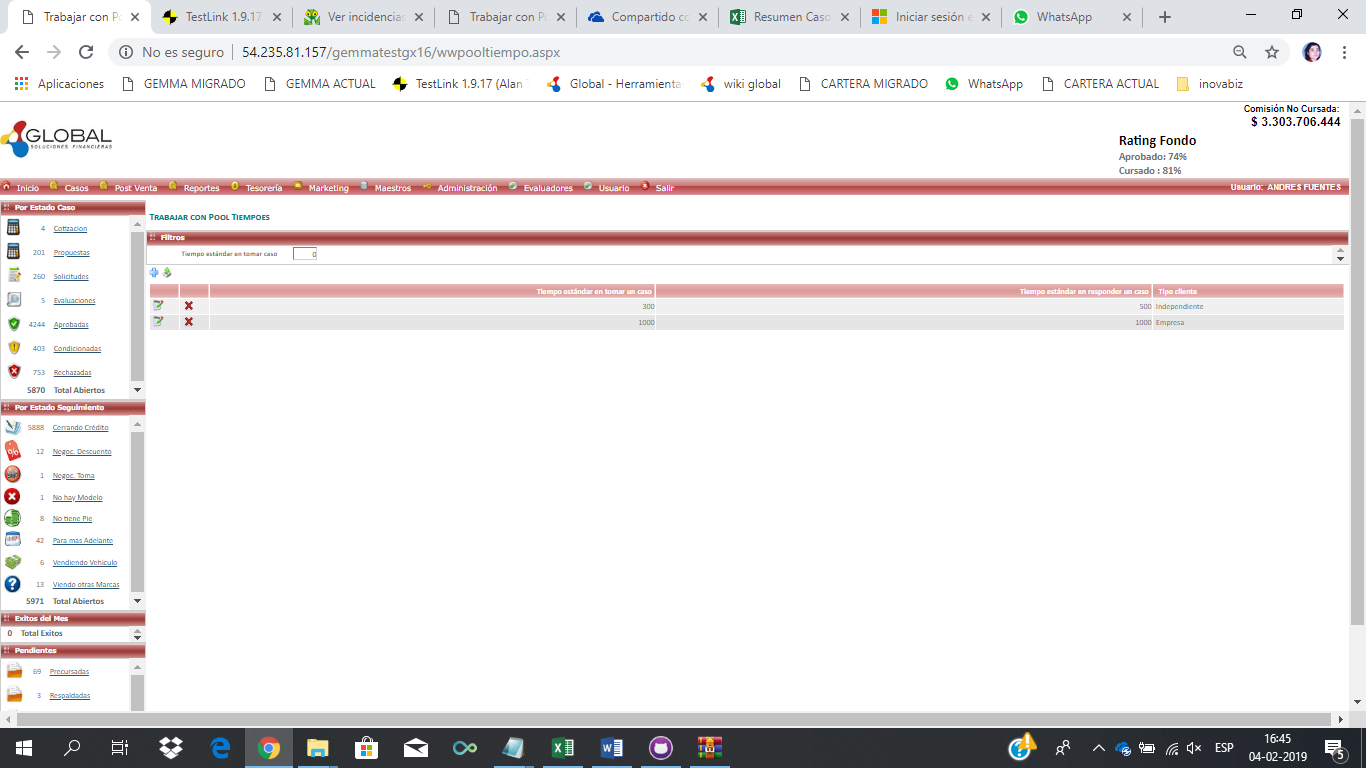 Trabajar con Po
TestLink 1.9.17
Ver incidencias
Trabajar con Po
Compartido co
Resumen Caso
Iniciar sesión e
WhatsApp
No es seguro 54.235.81.157/gemmatestgx16/wwpooltiempo.aspx
Aplicaciones GEMMA MIGRADO GEMMA ACTUAL TestLink 1.9.17 (Alan Global - Herramienta wiki global CARTERA MIGRADO WhatsApp CARTERA ACTUAL inovabiz
Comisión No Cursada:
$ 3.303.706.444
GLOBAL
SOLUCIONES FINANCIERAS
Rating Fondo
Aprobado: 74%
Cursado : 81%
Inicio Casos Post Venta Reportes Tesorería Marketing Maestros Administración Evaluadores Usuario Salir Usuario: ANDRES FUENTES
Por Estado Caso
4 Cotizacion
201 Propuestas
260 Solicitudes
5 Evaluaciones
4244 Aprobadas
403 Condicionadas
753 Rechazadas
5870 Total Abiertos
Por Estado Seguimiento
5888 Cerrando Crédito
12 Negoc. Descuento
1 Negoc. Toma
1 No hay Modelo
8 No tiene Pie
42 Para mas Adelante
6 Vendiendo Vehiculo
13 Viendo otras Marcas
5971 Total Abiertos
Exitos del Mes
0 Total Exitos
Pendientes
69 Precursadas
3 Respaldadas
Trabajar con Pool Tiempoes
Filtros
Tiempo estándar en tomar caso 0
Tiempo estándar en tomar un caso Tiempo estándar en responder un caso Tipo cliente
300 500 Independiente
1000 1000 Empresa
ESP
16:45
04-02-2019
5